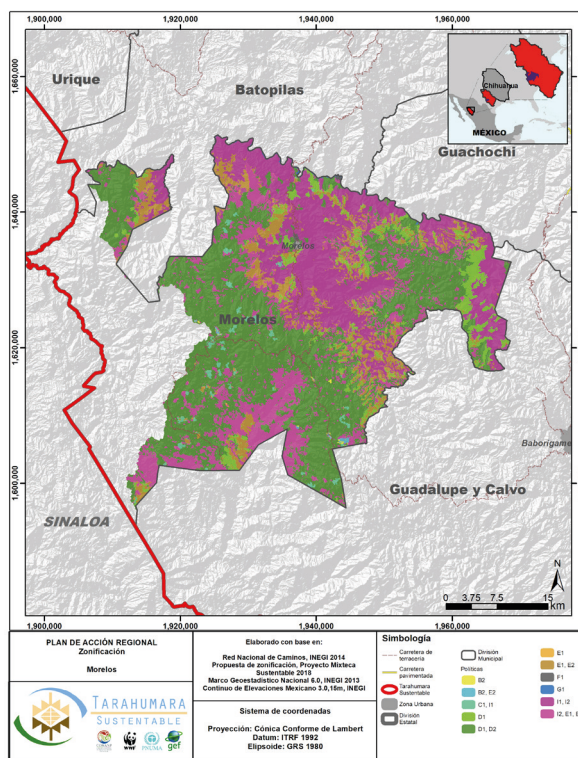 1,900,000
1,920,000
1,940,000
1,960,000
1,660,000
1,640,000
1,620,000
1,600,000
Urique
Batopilas
Guachochi
Chihuahua
MÉXICO
Morelos
Morelos
Baborigame
Guadalupe y Calvo
SINALOA
N
0 3.75 7.5 15
km
1,900,000
1,920,000
1,940,000
1,960,000
PLAN DE ACCIÓN REGIONAL
Zonificación
Morelos
TARAHUMARA
SUSTENTABLE
WWF
PNUMA
gef
Elaborado con base en:
Red Nacional de Caminos, INEGI 2014
Propuesta de zonificación, Proyecto Mixteca
Sustentable 2018
Marco Geoestadístico Nacional 6.0, INEGI 2013
Continuo de Elevaciones Mexicano 3.0,15m, INEGI
Sistema de coordenadas
Proyección: Cónica Conforme de Lambert
Datum: ITRF 1992
Elipsoide: GRS 1980
Simbología
Carretera de
terracería
Carretera
pavimentada
Tarahumara
Sustentable
Zona Urbana
División
Estatal
División
Municipal
Políticas
B2
B2, E2
C1, I1
D1
D1, D2
E1
E1, E2
F1
G1
I1, I2
I2, E1, E